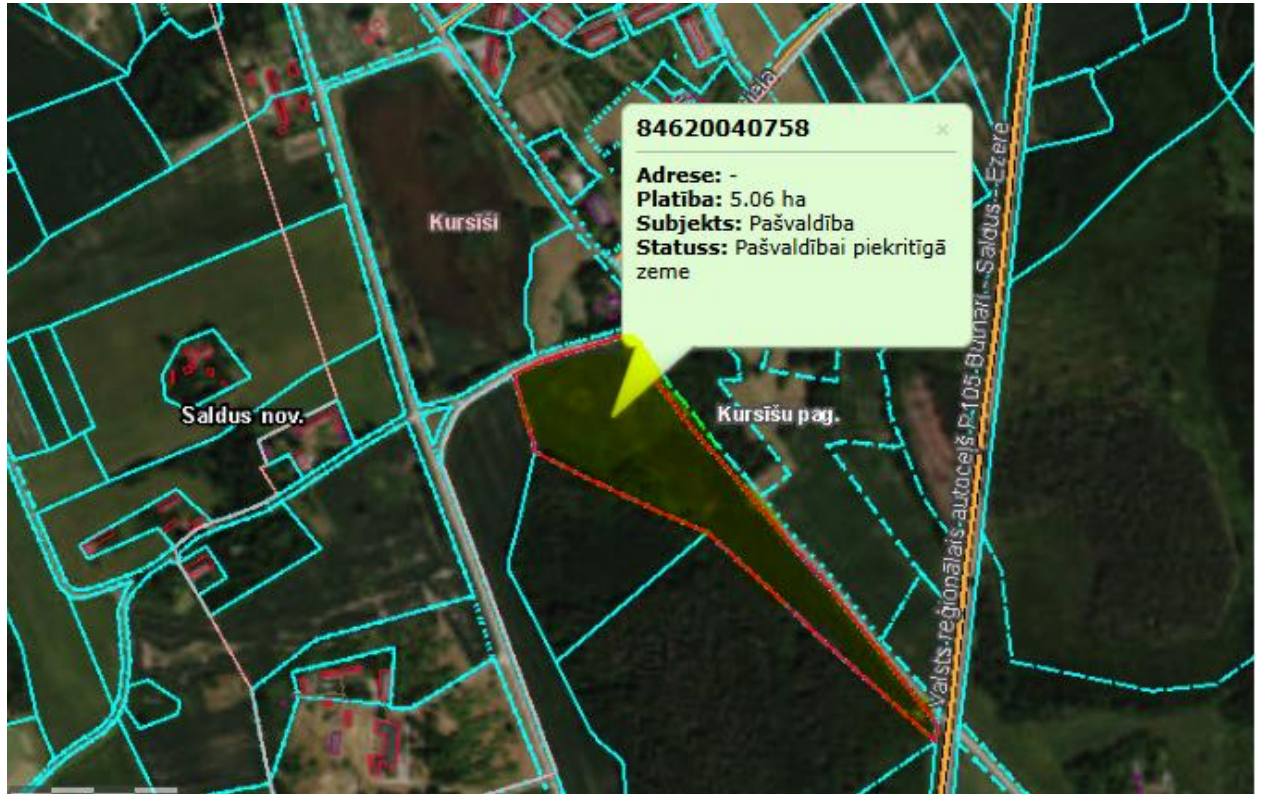 84620040758
Adrese: -
Platība: 5.06 ha
Subjekts: Pašvaldība
Statuss: Pašvaldībai piekritīgā
zeme
Kursīši
Saldus nov.
Kursīšu pag.
Valsts reģionālais autoceļš P105 Butnāri - Saldus - Ezere